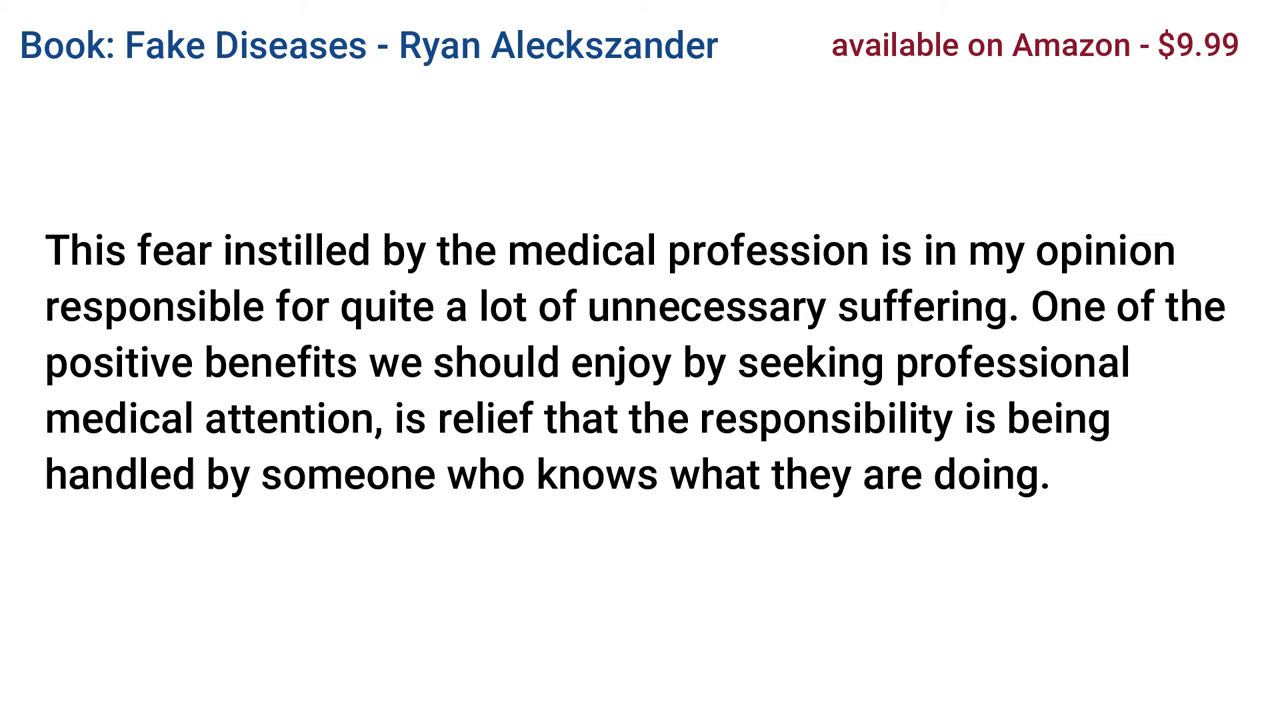 Book: Fake Diseases - Ryan Aleckszander
available on Amazon - $9.99
This fear instilled by the medical profession is in my opinion
responsible for quite a lot of unnecessary suffering. One of the
positive benefits we should enjoy by seeking professional
medical attention, is relief that the responsibility is being
handled by someone who knows what they are doing.